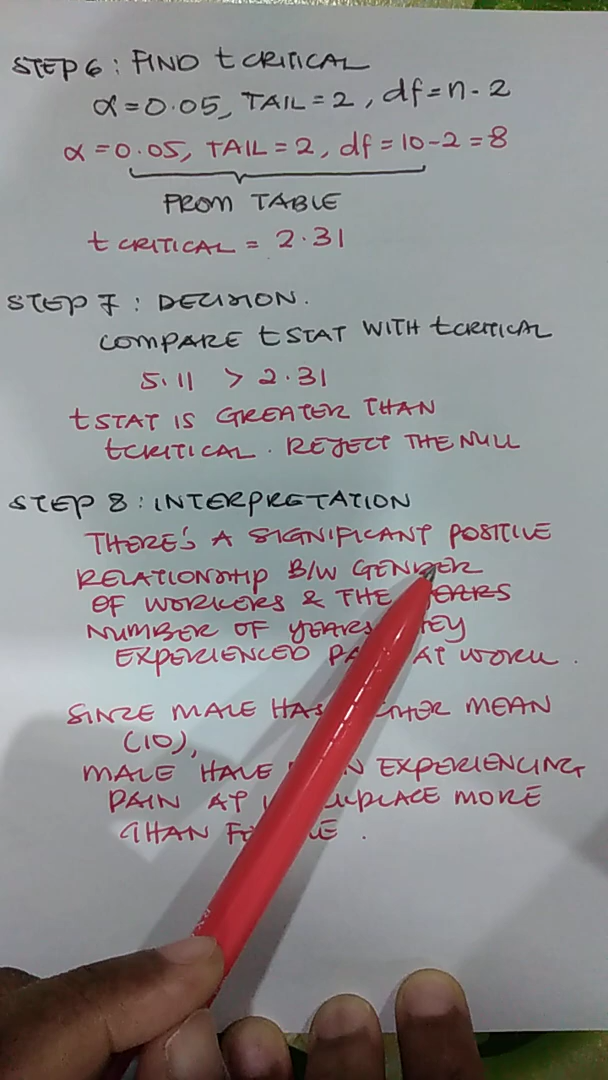 STEP 6 : FIND t CRITICAL
α = 0.05, TAIL = 2, df = n - 2
α = 0.05, TAIL = 2, df = 10-2 = 8
FROM TABLE
t CRITICAL = 2.31
STEP 7 : DECISION.
COMPARE t STAT WITH t CRITICAL
5.11 > 2.31
t STAT IS GREATER THAN
t CRITICAL. REJECT THE NULL
STEP 8 : INTERPRETATION
THERE'S A SIGNIFICANT POSITIVE
RELATIONSHIP B/W GENDER
OF WORKERS & THE YEARS
NUMBER OF YEARS
EXPERIENCED AT WORK.
SINCE MALE MEAN
(10),
MALE HAVE EXPERIENCING
PAIN AT MORE
THAN .